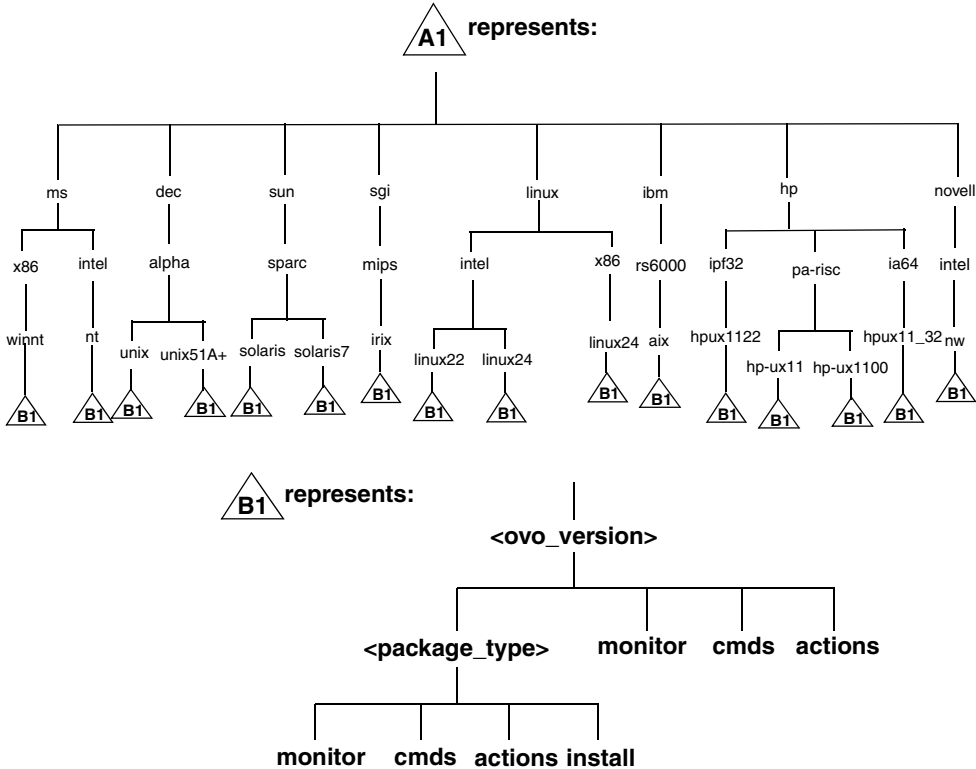 A1 represents:
ms dec sun sgi linux ibm hp novell
x86 intel alpha sparc mips intel x86 rs6000 ipf32 pa-risc ia64 intel
winnt nt unix unix51A+ solaris solaris7 irix linux22 linux24 linux24 aix hpux1122 hp-ux11 hp-ux1100 hpux11_32 nw
B1 B1 B1 B1 B1 B1 B1 B1 B1 B1 B1 B1 B1 B1 B1 B1
B1 represents:
<ovo_version>
<package_type> monitor cmds actions
monitor cmds actions install